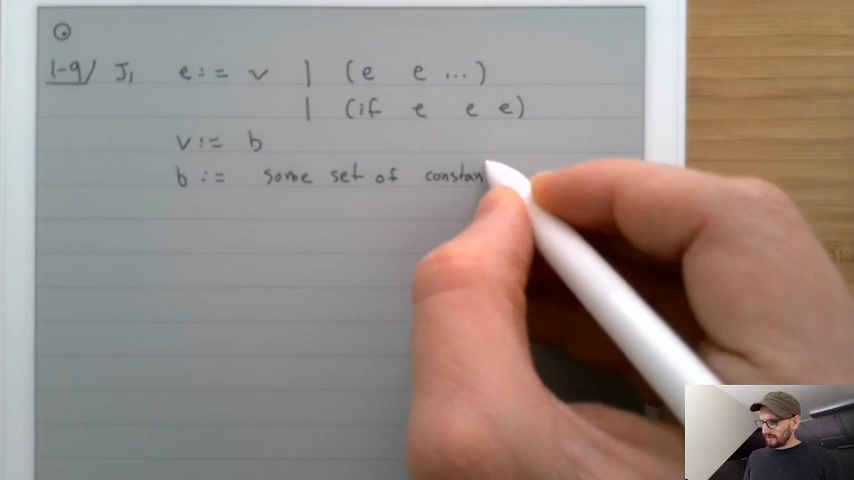 1-9/ J₁ e := v | (e e ...)
| (if e e e)
v := b
b := some set of constan